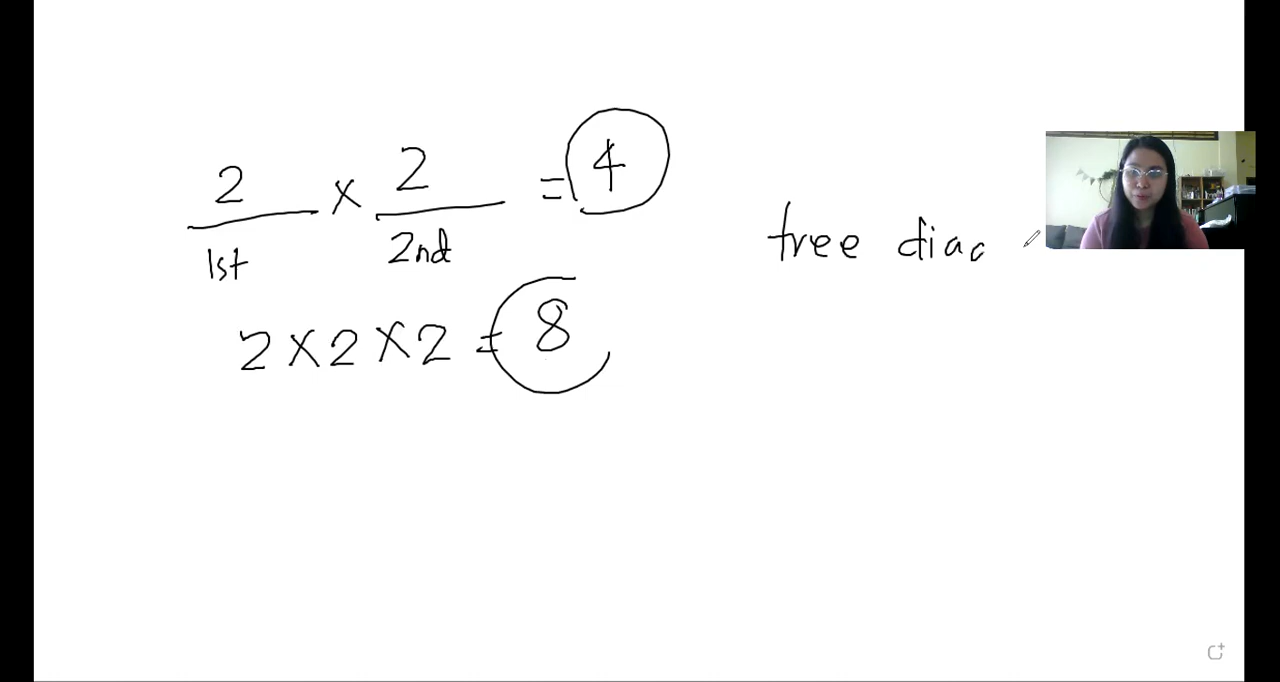 2 × 2 = 4
1st 2nd
2 × 2 × 2 = 8
tree diag